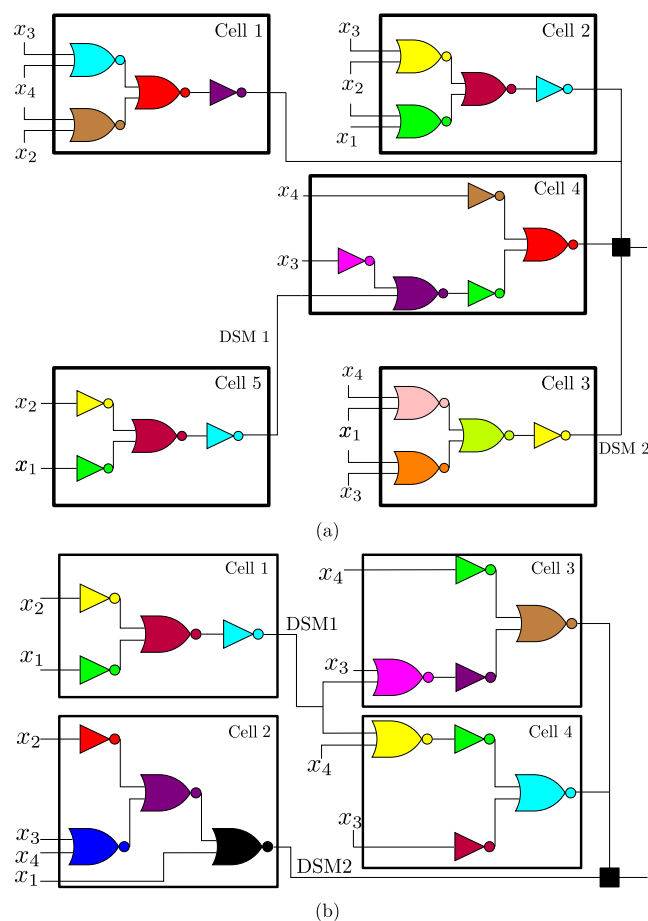 Cell 1
x₃
x₄
x₂
Cell 2
x₃
x₂
x₁
Cell 4
x₄
x₃
DSM 1
Cell 5
x₂
x₁
Cell 3
x₄
x₁
x₃
DSM 2
(a)
Cell 1
x₂
x₁
DSM1
Cell 3
x₄
x₃
Cell 2
x₂
x₃
x₄
x₁
DSM2
Cell 4
x₄
x₃
(b)